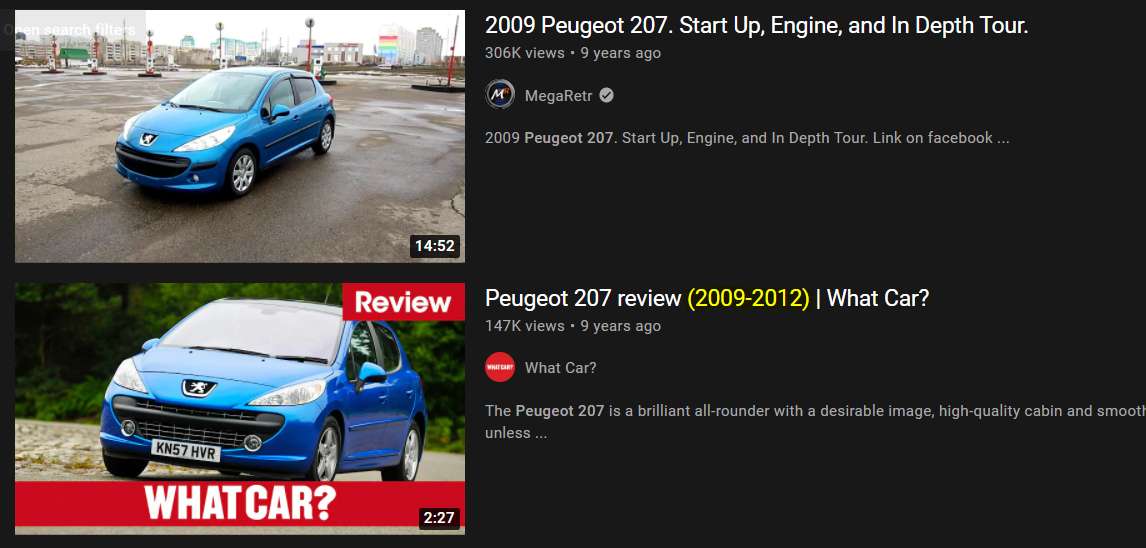 Open search filters
2009 Peugeot 207. Start Up, Engine, and In Depth Tour.
306K views • 9 years ago
MegaRetr
2009 Peugeot 207. Start Up, Engine, and In Depth Tour. Link on facebook ...
14:52
Review
KN57 HVR
WHAT CAR?
2:27
Peugeot 207 review (2009-2012) | What Car?
147K views • 9 years ago
WHAT CAR?
What Car?
The Peugeot 207 is a brilliant all-rounder with a desirable image, high-quality cabin and smooth
unless ...